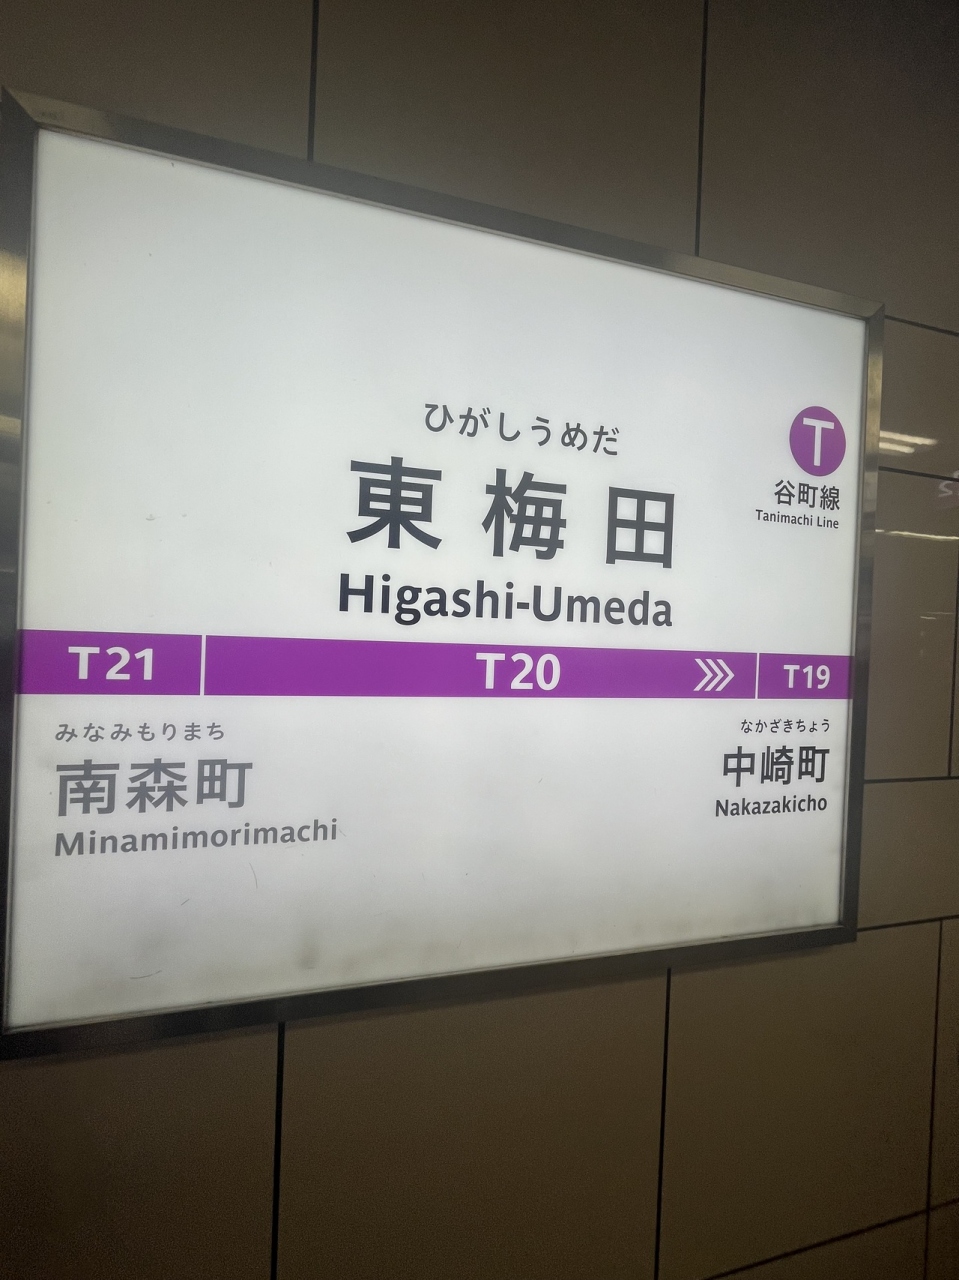 ひがしうめだ
東梅田
Higashi-Umeda
T
谷町線
Tanimachi Line
T21
T20
T19
みなみもりまち
南森町
Minamimorimachi
なかざきちょう
中崎町
Nakazakicho